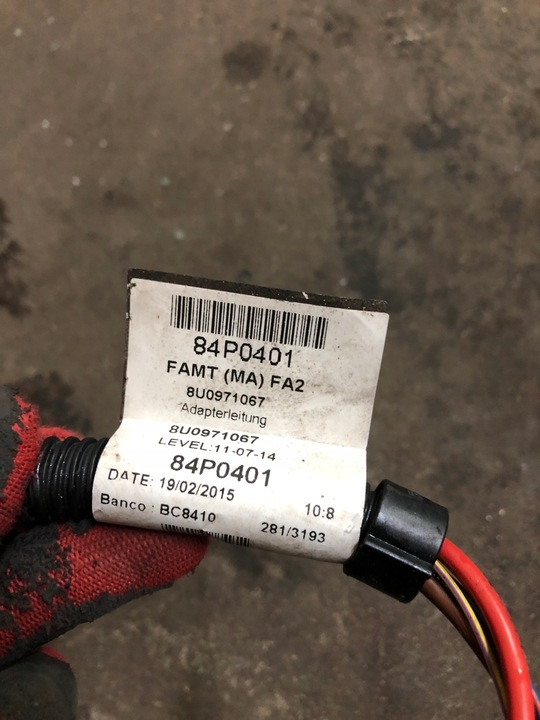 84P0401
FAMT (MA) FA2
8U0971067
Adapterleitung
8U0971067
LEVEL:11-07-14
84P0401
DATE: 19/02/2015 10:8
Banco : BC8410 281/3193